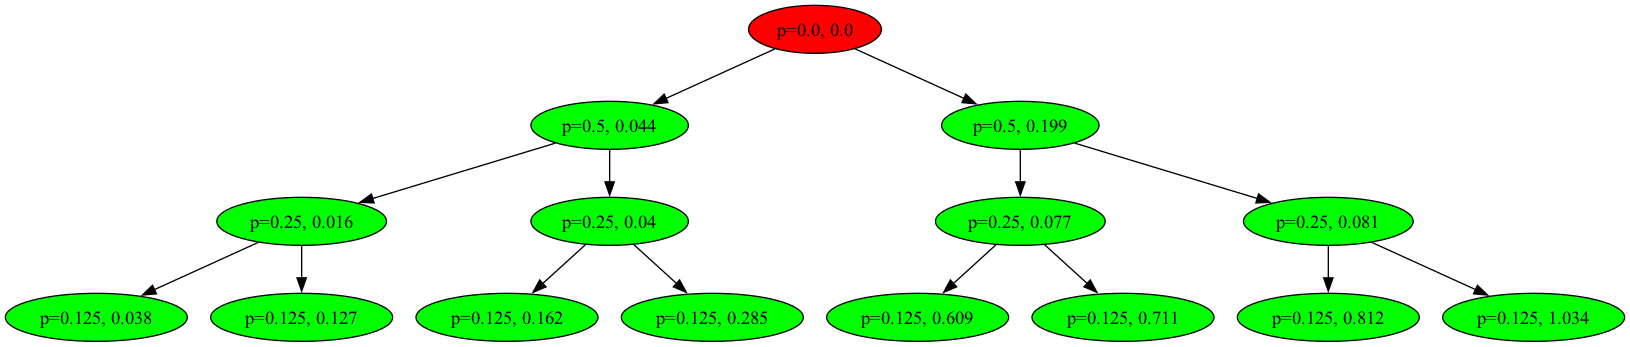 p=0.0, 0.0
p=0.5, 0.044
p=0.5, 0.199
p=0.25, 0.016
p=0.25, 0.04
p=0.25, 0.077
p=0.25, 0.081
p=0.125, 0.038
p=0.125, 0.127
p=0.125, 0.162
p=0.125, 0.285
p=0.125, 0.609
p=0.125, 0.711
p=0.125, 0.812
p=0.125, 1.034